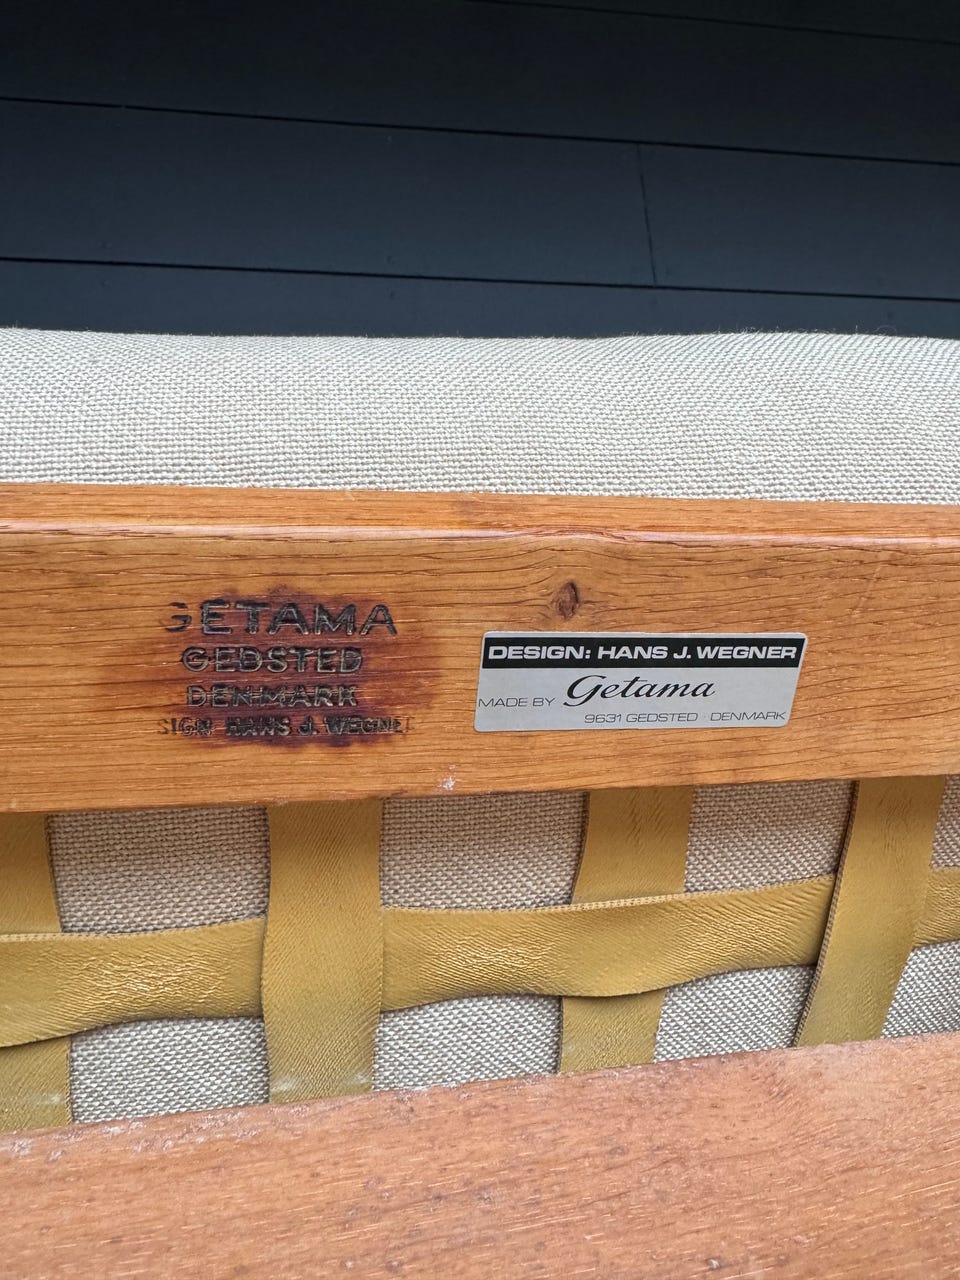 GETAMA
GEDSTED
DENMARK
SIGN HANS J. WEGNER
DESIGN: HANS J. WEGNER
MADE BY Getama
9631 GEDSTED · DENMARK